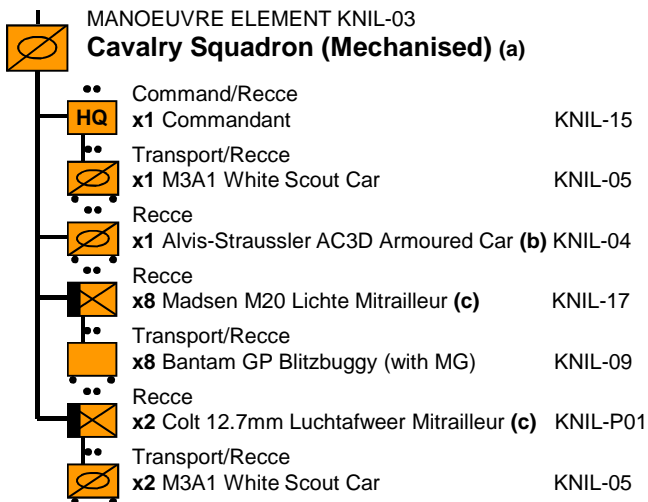 MANOEUVRE ELEMENT KNIL-03
Cavalry Squadron (Mechanised) (a)
Command/Recce
HQ x1 Commandant KNIL-15
Transport/Recce
x1 M3A1 White Scout Car KNIL-05
Recce
x1 Alvis-Straussler AC3D Armoured Car (b) KNIL-04
Recce
x8 Madsen M20 Lichte Mitrailleur (c) KNIL-17
Transport/Recce
x8 Bantam GP Blitzbuggy (with MG) KNIL-09
Recce
x2 Colt 12.7mm Luchtafweer Mitrailleur (c) KNIL-P01
Transport/Recce
x2 M3A1 White Scout Car KNIL-05